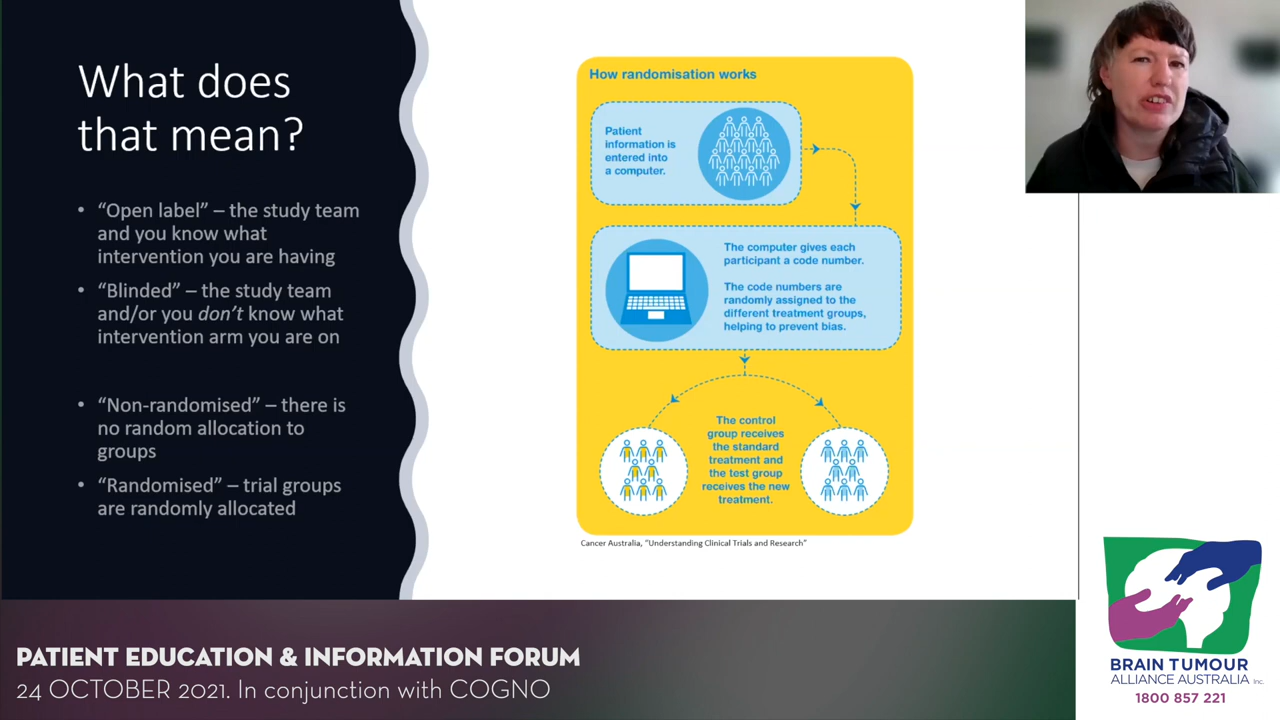 What does
that mean?
• “Open label” – the study team
and you know what
intervention you are having
• “Blinded” – the study team
and/or you don’t know what
intervention arm you are on
• “Non-randomised” – there is
no random allocation to
groups
• “Randomised” – trial groups
are randomly allocated
How randomisation works
Patient
information is
entered into
a computer.
The computer gives each
participant a code number.
The code numbers are
randomly assigned to the
different treatment groups,
helping to prevent bias.
The control
group receives
the standard
treatment and
the test group
receives the new
treatment.
Cancer Australia, “Understanding Clinical Trials and Research”
PATIENT EDUCATION & INFORMATION FORUM
24 OCTOBER 2021. In conjunction with COGNO
BRAIN TUMOUR
ALLIANCE AUSTRALIA Inc.
1800 857 221